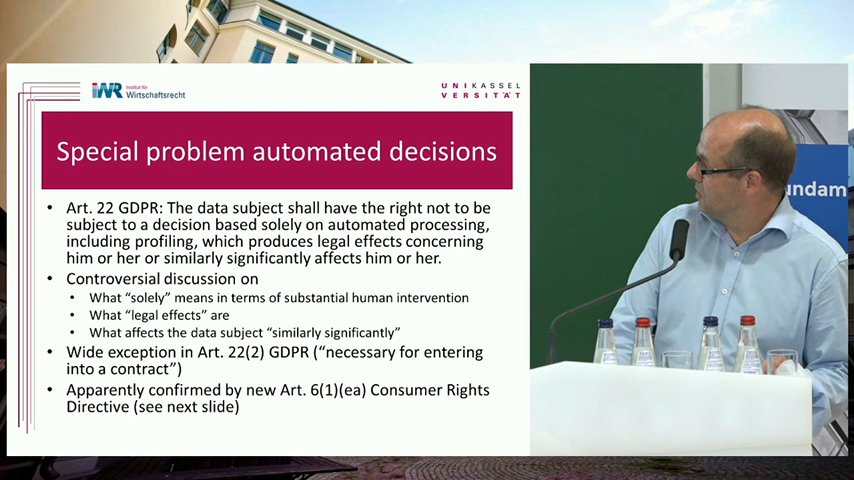 iWR Institut für
Wirtschaftsrecht
UNIKASSEL
VERSITÄT
Special problem automated decisions
• Art. 22 GDPR: The data subject shall have the right not to be
subject to a decision based solely on automated processing,
including profiling, which produces legal effects concerning
him or her or similarly significantly affects him or her.
• Controversial discussion on
• What “solely” means in terms of substantial human intervention
• What “legal effects” are
• What affects the data subject “similarly significantly”
• Wide exception in Art. 22(2) GDPR (“necessary for entering
into a contract”)
• Apparently confirmed by new Art. 6(1)(ea) Consumer Rights
Directive (see next slide)
undam